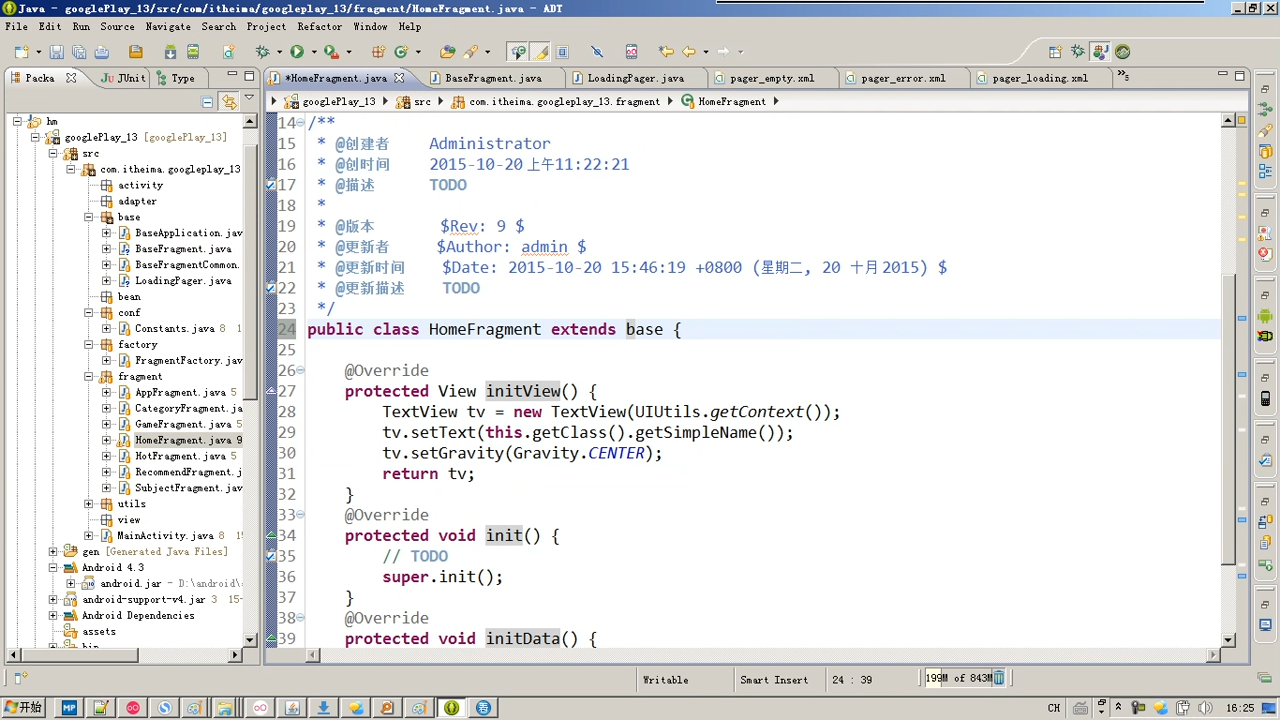 Java - googlePlay_13/src/com/itheima/googleplay_13/fragment/HomeFragment.java - ADT
File Edit Run Source Navigate Search Project Refactor Window Help
Packa JUnit Type
*HomeFragment.java BaseFragment.java LoadingPager.java pager_empty.xml pager_error.xml pager_loading.xml »5
googlePlay_13 src com.itheima.googleplay_13.fragment HomeFragment
hm
googlePlay_13 [googlePlay_13]
src
com.itheima.googleplay_13
activity
adapter
base
BaseApplication.jav
BaseFragment.java
BaseFragmentCommon.
LoadingPager.java
bean
conf
Constants.java 8 1
factory
FragmentFactory.jav
fragment
AppFragment.java 5
CategoryFragment.ja
GameFragment.java 5
HomeFragment.java 9
HotFragment.java 5
RecommendFragment.j
SubjectFragment.jav
utils
view
MainActivity.java 8 15
gen [Generated Java Files]
Android 4.3
android.jar - D:\android\
android-support-v4.jar 3 15-
Android Dependencies
assets
14 /**
15 * @创建者 Administrator
16 * @创时间 2015-10-20 上午11:22:21
17 * @描述 TODO
18 *
19 * @版本 $Rev: 9 $
20 * @更新者 $Author: admin $
21 * @更新时间 $Date: 2015-10-20 15:46:19 +0800 (星期二, 20 十月 2015) $
22 * @更新描述 TODO
23 */
24 public class HomeFragment extends base {
25
26 @Override
27 protected View initView() {
28 TextView tv = new TextView(UIUtils.getContext());
29 tv.setText(this.getClass().getSimpleName());
30 tv.setGravity(Gravity.CENTER);
31 return tv;
32 }
33 @Override
34 protected void init() {
35 // TODO
36 super.init();
37 }
38 @Override
39 protected void initData() {
Writable Smart Insert 24 : 39 199M of 843M
开始 CH 16:25